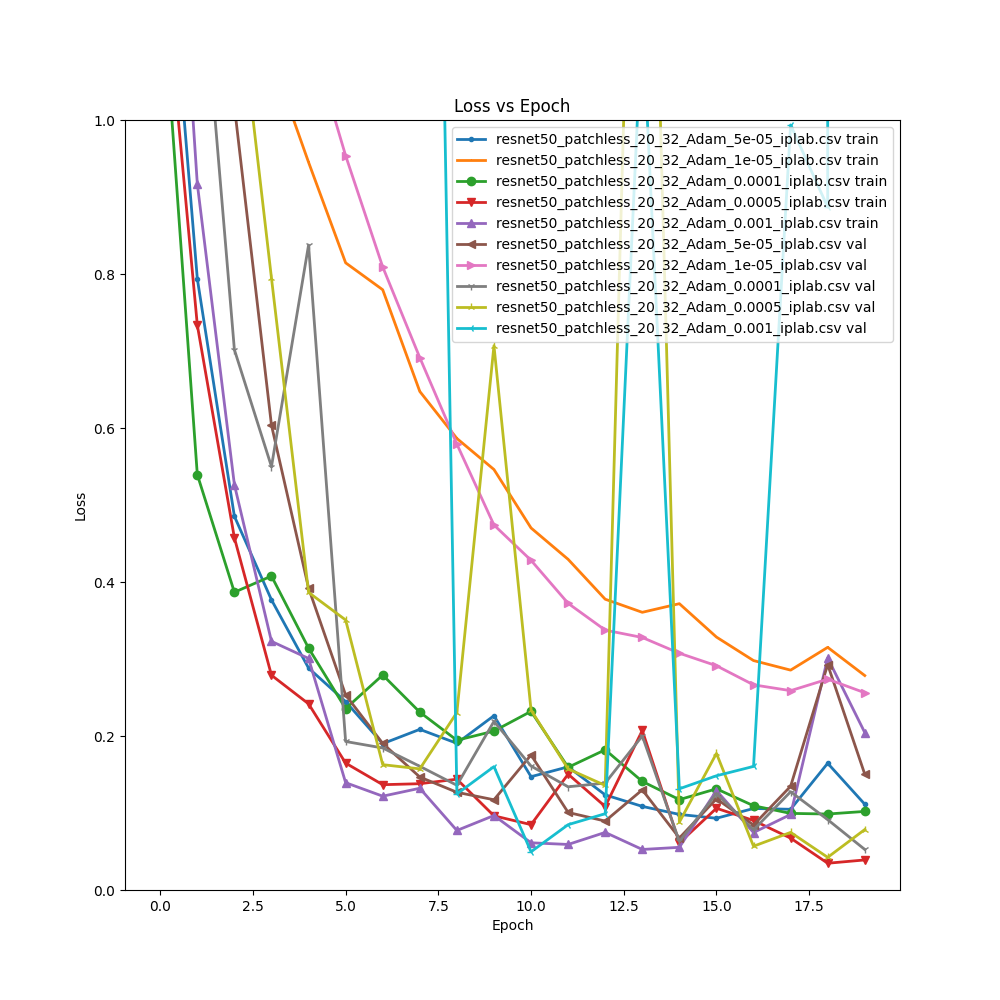 Loss vs Epoch
1.0
0.8
0.6
0.4
0.2
0.0
Loss
resnet50_patchless_20_32_Adam_5e-05_iplab.csv train
resnet50_patchless_20_32_Adam_1e-05_iplab.csv train
resnet50_patchless_20_32_Adam_0.0001_iplab.csv train
resnet50_patchless_20_32_Adam_0.0005_iplab.csv train
resnet50_patchless_20_32_Adam_0.001_iplab.csv train
resnet50_patchless_20_32_Adam_5e-05_iplab.csv val
resnet50_patchless_20_32_Adam_1e-05_iplab.csv val
resnet50_patchless_20_32_Adam_0.0001_iplab.csv val
resnet50_patchless_20_32_Adam_0.0005_iplab.csv val
resnet50_patchless_20_32_Adam_0.001_iplab.csv val
0.0 2.5 5.0 7.5 10.0 12.5 15.0 17.5
Epoch